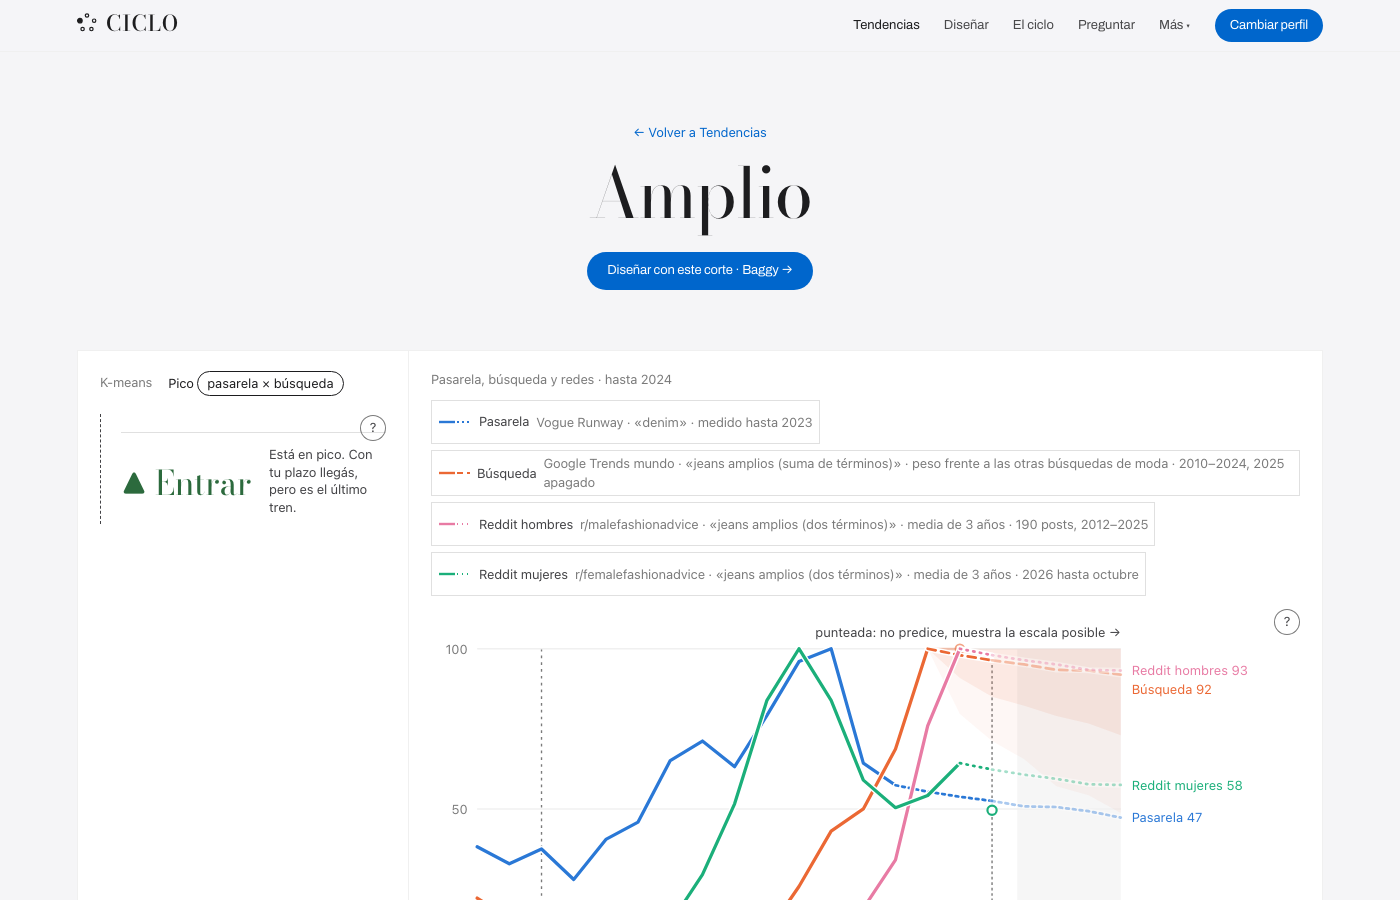 CICLO
Tendencias
Diseñar
El ciclo
Preguntar
Más
Cambiar perfil
← Volver a Tendencias
Amplio
Diseñar con este corte · Baggy →
K-means
Pico pasarela × búsqueda
?
▲ Entrar
Está en pico. Con
tu plazo llegás,
pero es el último
tren.
Pasarela, búsqueda y redes · hasta 2024
Pasarela Vogue Runway · «denim» · medido hasta 2023
Búsqueda Google Trends mundo · «jeans amplios (suma de términos)» · peso frente a las otras búsquedas de moda · 2010–2024, 2025
apagado
Reddit hombres r/malefashionadvice · «jeans amplios (dos términos)» · media de 3 años · 190 posts, 2012–2025
Reddit mujeres r/femalefashionadvice · «jeans amplios (dos términos)» · media de 3 años · 2026 hasta octubre
?
punteada: no predice, muestra la escala posible →
100
Reddit hombres 93
Búsqueda 92
Reddit mujeres 58
50
Pasarela 47